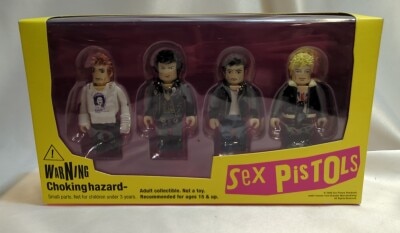 WARNING
Choking hazard-
Small parts. Not for children under 3 years.
Adult collectible. Not a toy.
Recommended for ages 15 & up.
SEX PISTOLS